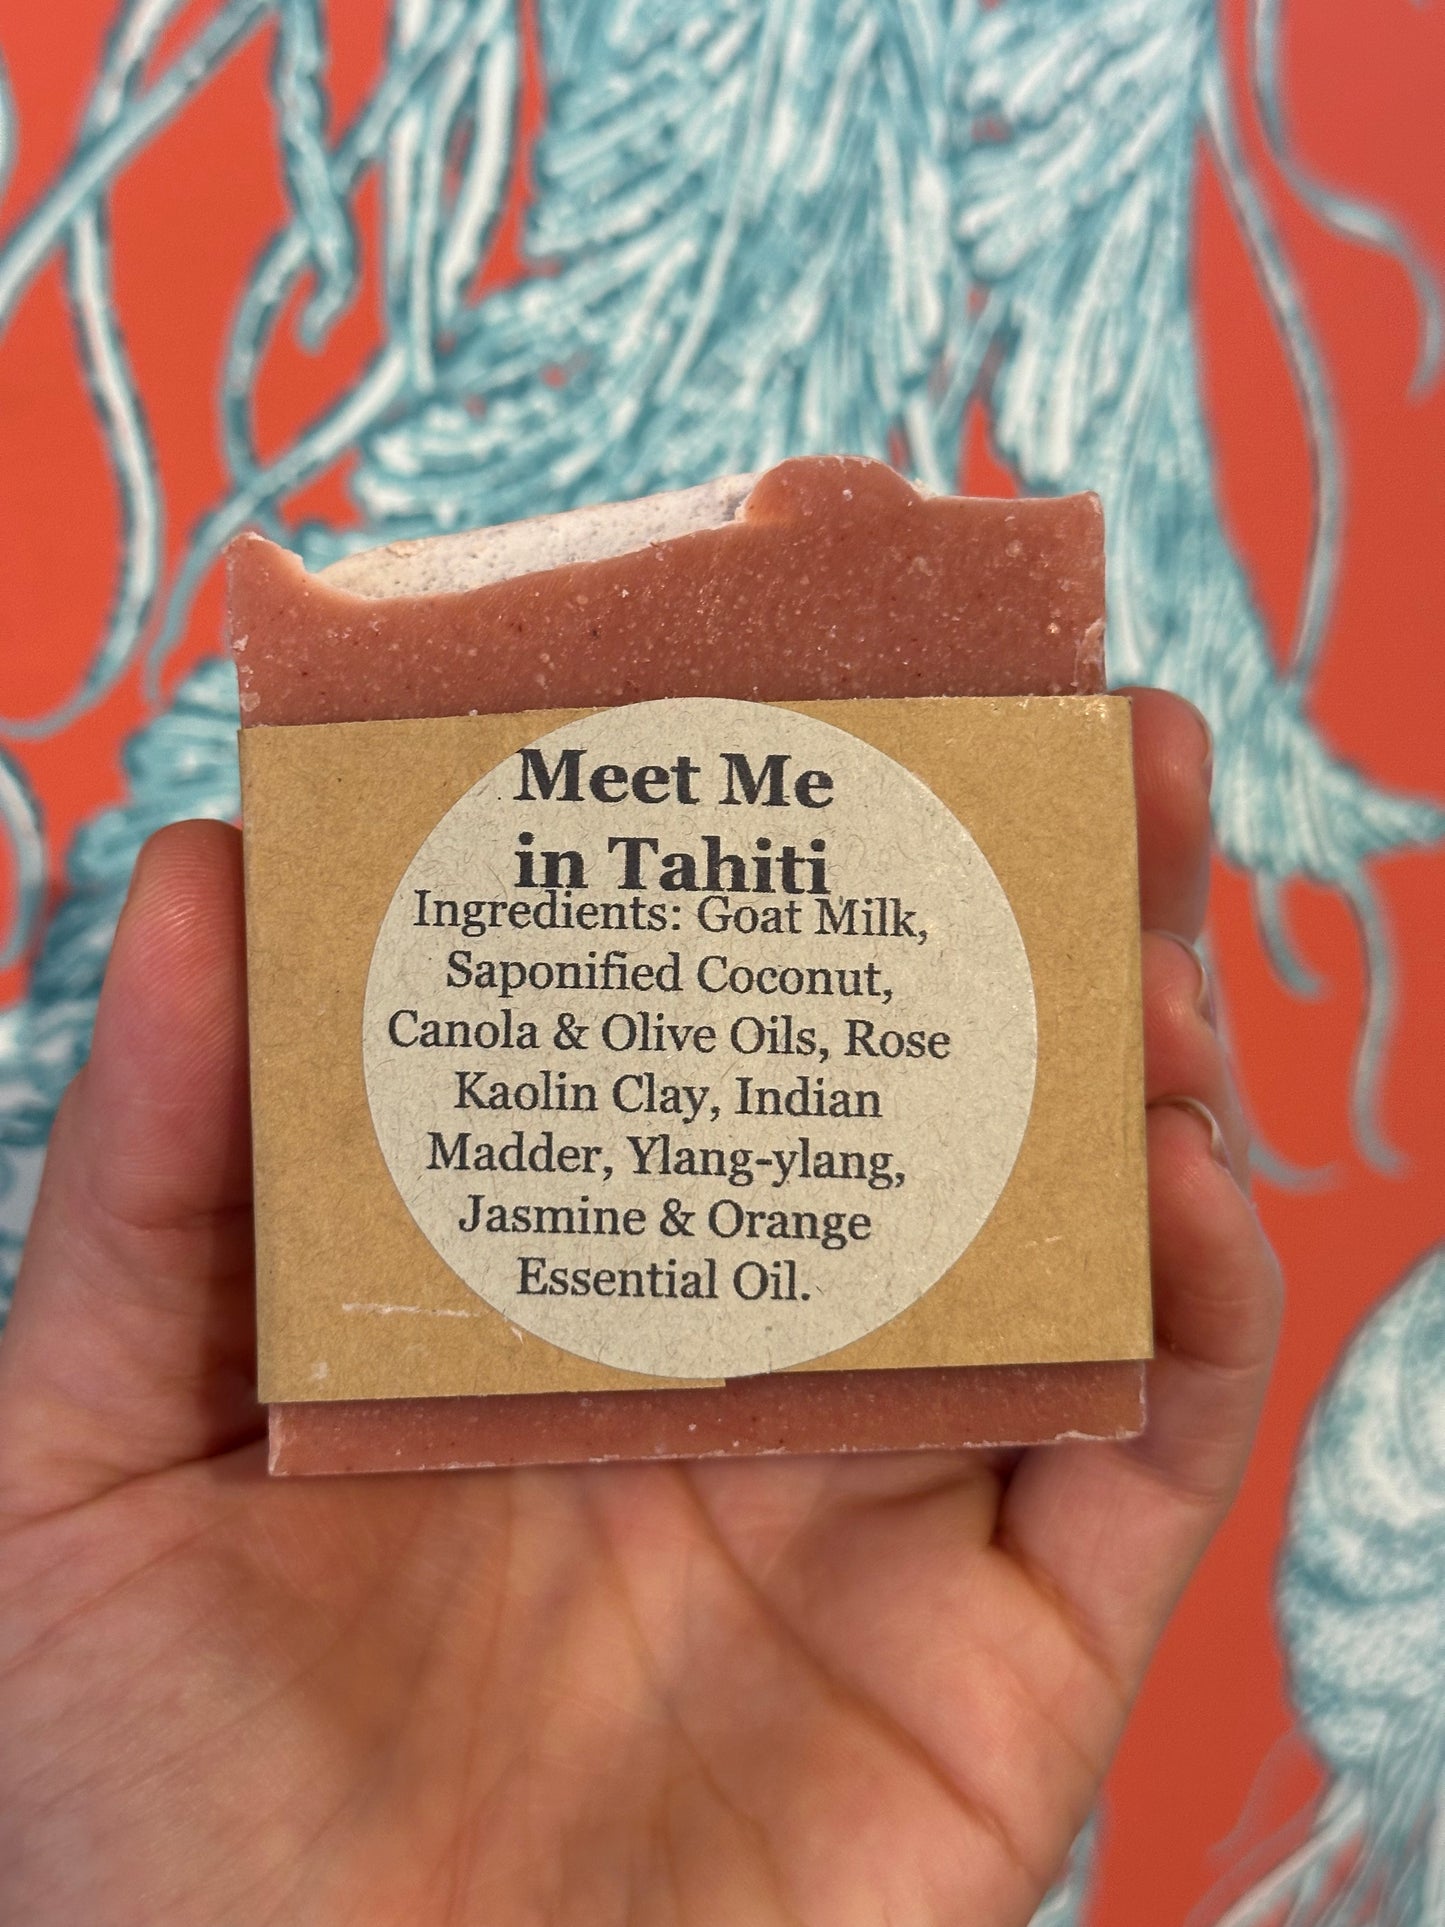 Meet Me
in Tahiti
Ingredients: Goat Milk,
Saponified Coconut,
Canola & Olive Oils, Rose
Kaolin Clay, Indian
Madder, Ylang-ylang,
Jasmine & Orange
Essential Oil.